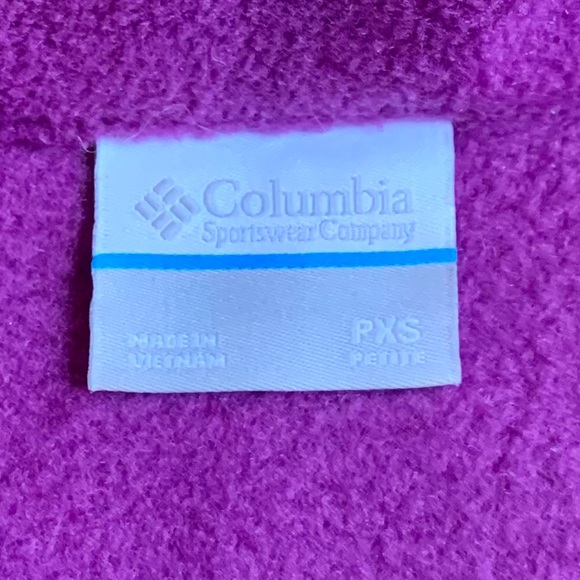 Columbia
Sportswear Company
MADE IN
VIETNAM
PXS
PETITE